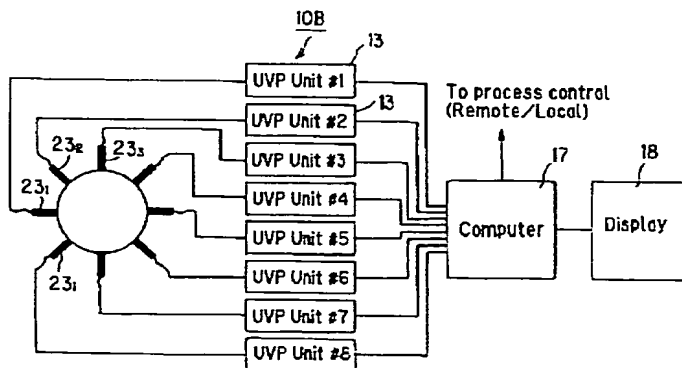 10B
13
UVP Unit #1
13
UVP Unit #2
UVP Unit #3
UVP Unit #4
UVP Unit #5
UVP Unit #6
UVP Unit #7
UVP Unit #8
23₂
23₃
23₁
23ᵢ
To process control
(Remote/Local)
17
Computer
18
Display